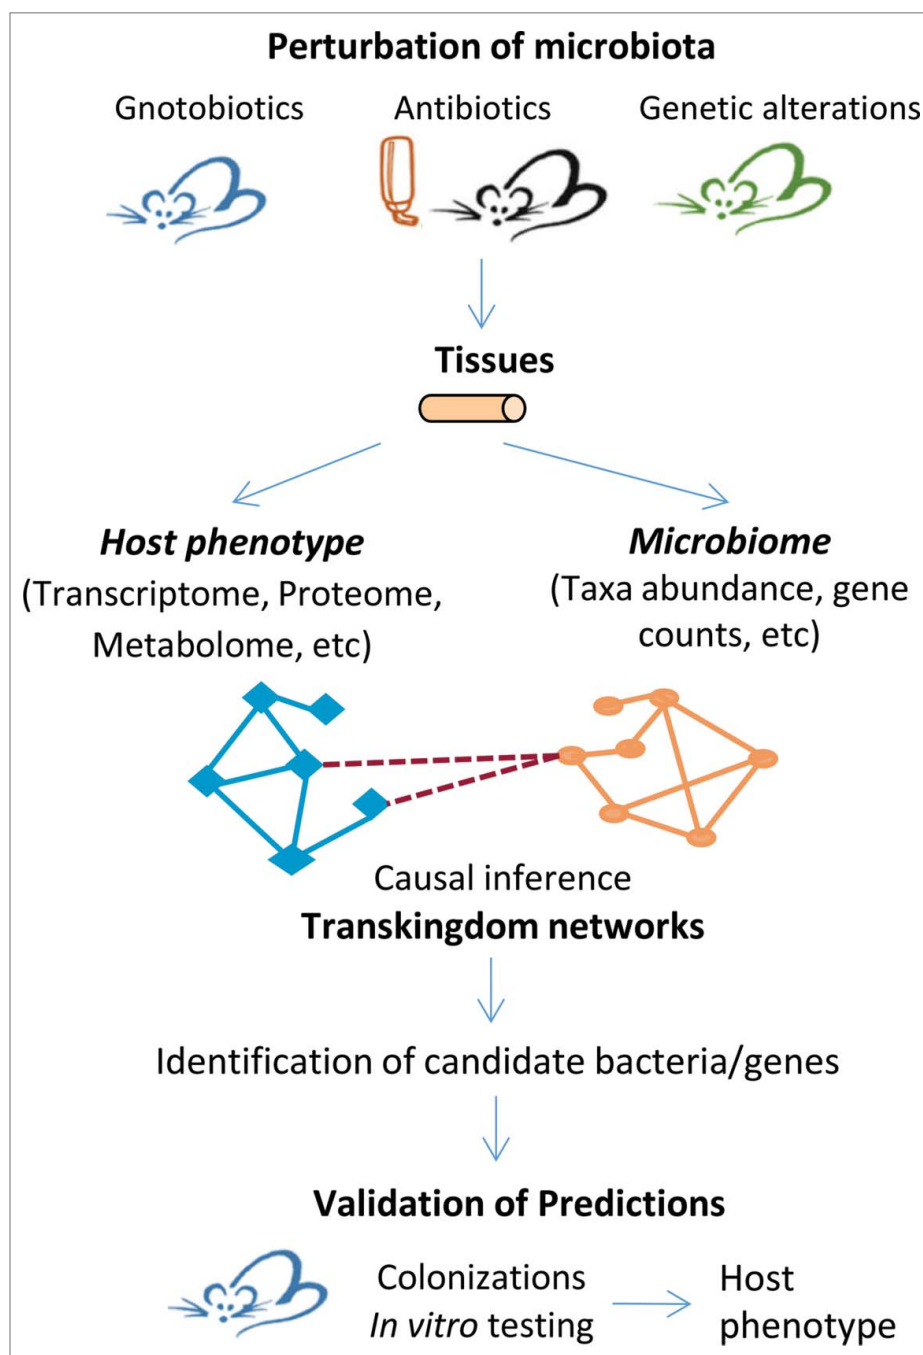 Perturbation of microbiota
Gnotobiotics
Antibiotics
Genetic alterations
Tissues
Host phenotype
(Transcriptome, Proteome,
Metabolome, etc)
Microbiome
(Taxa abundance, gene
counts, etc)
Causal inference
Transkingdom networks
Identification of candidate bacteria/genes
Validation of Predictions
Colonizations
In vitro testing
Host
phenotype